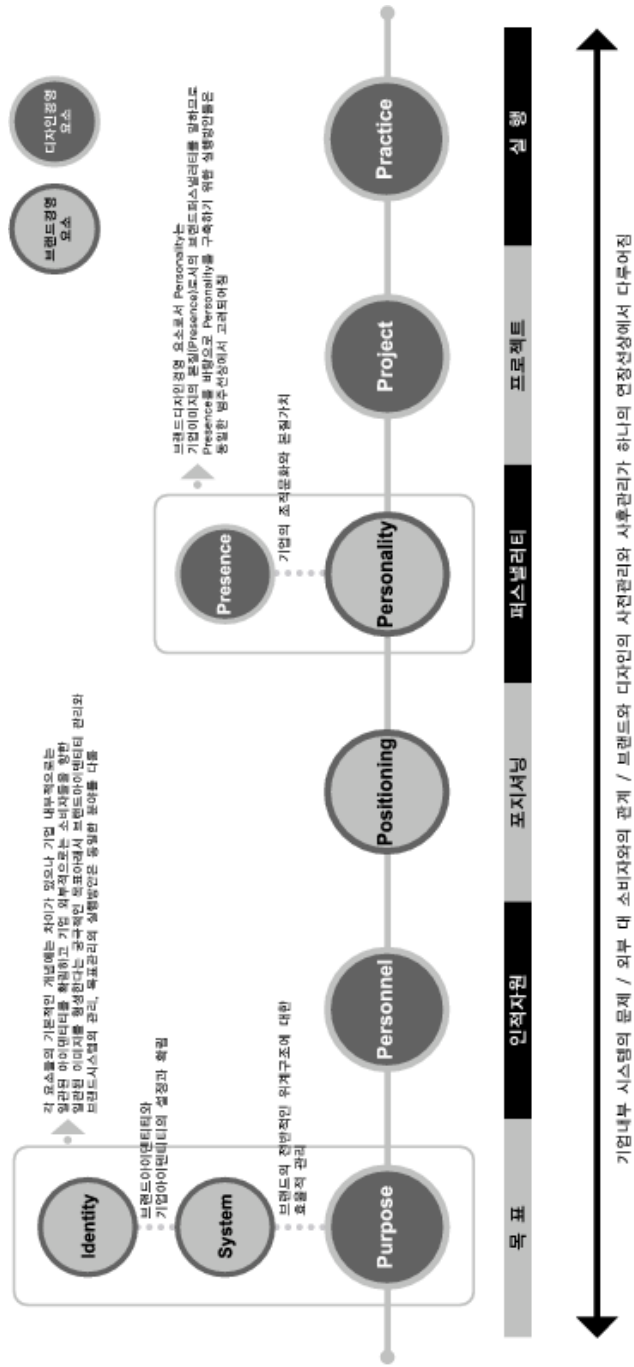 브랜드경영
요소
디자인경영
요소
각 요소들의 기본적인 개념에는 차이가 있으나 기업 내부적으로는
일관된 아이덴티티를 확립하고 기업 외부적으로는 소비자들을 향한
일관된 이미지를 형성한다는 궁극적인 목표아래서 브랜드아이덴티티 관리와
브랜드시스템의 관리, 목표관리의 실행방안은 동일한 분야를 다룸
브랜드디자인경영 요소로서 Personality는
기업이미지의 본질(Presence)도서의 브랜드퍼스널리티를 말하므로
Presence를 바탕으로 Personality를 구축하기 위한 실행방안들은
동일한 범주선상에서 고려되어짐
Identity
브랜드아이덴티티와
기업아이덴티티의 설정과 확립
System
브랜드의 전반적인 위계구조에 대한
효율적 관리
Presence
기업의 조직문화와 본질가치
Purpose
Personnel
Positioning
Personality
Project
Practice
목 표
인적자원
포지셔닝
퍼스낼러티
프로젝트
실 행
기업내부 시스템의 문제 / 외부 대 소비자와의 관계 / 브랜드와 디자인의 사전관리와 사후관리가 하나의 연장선상에서 다루어짐